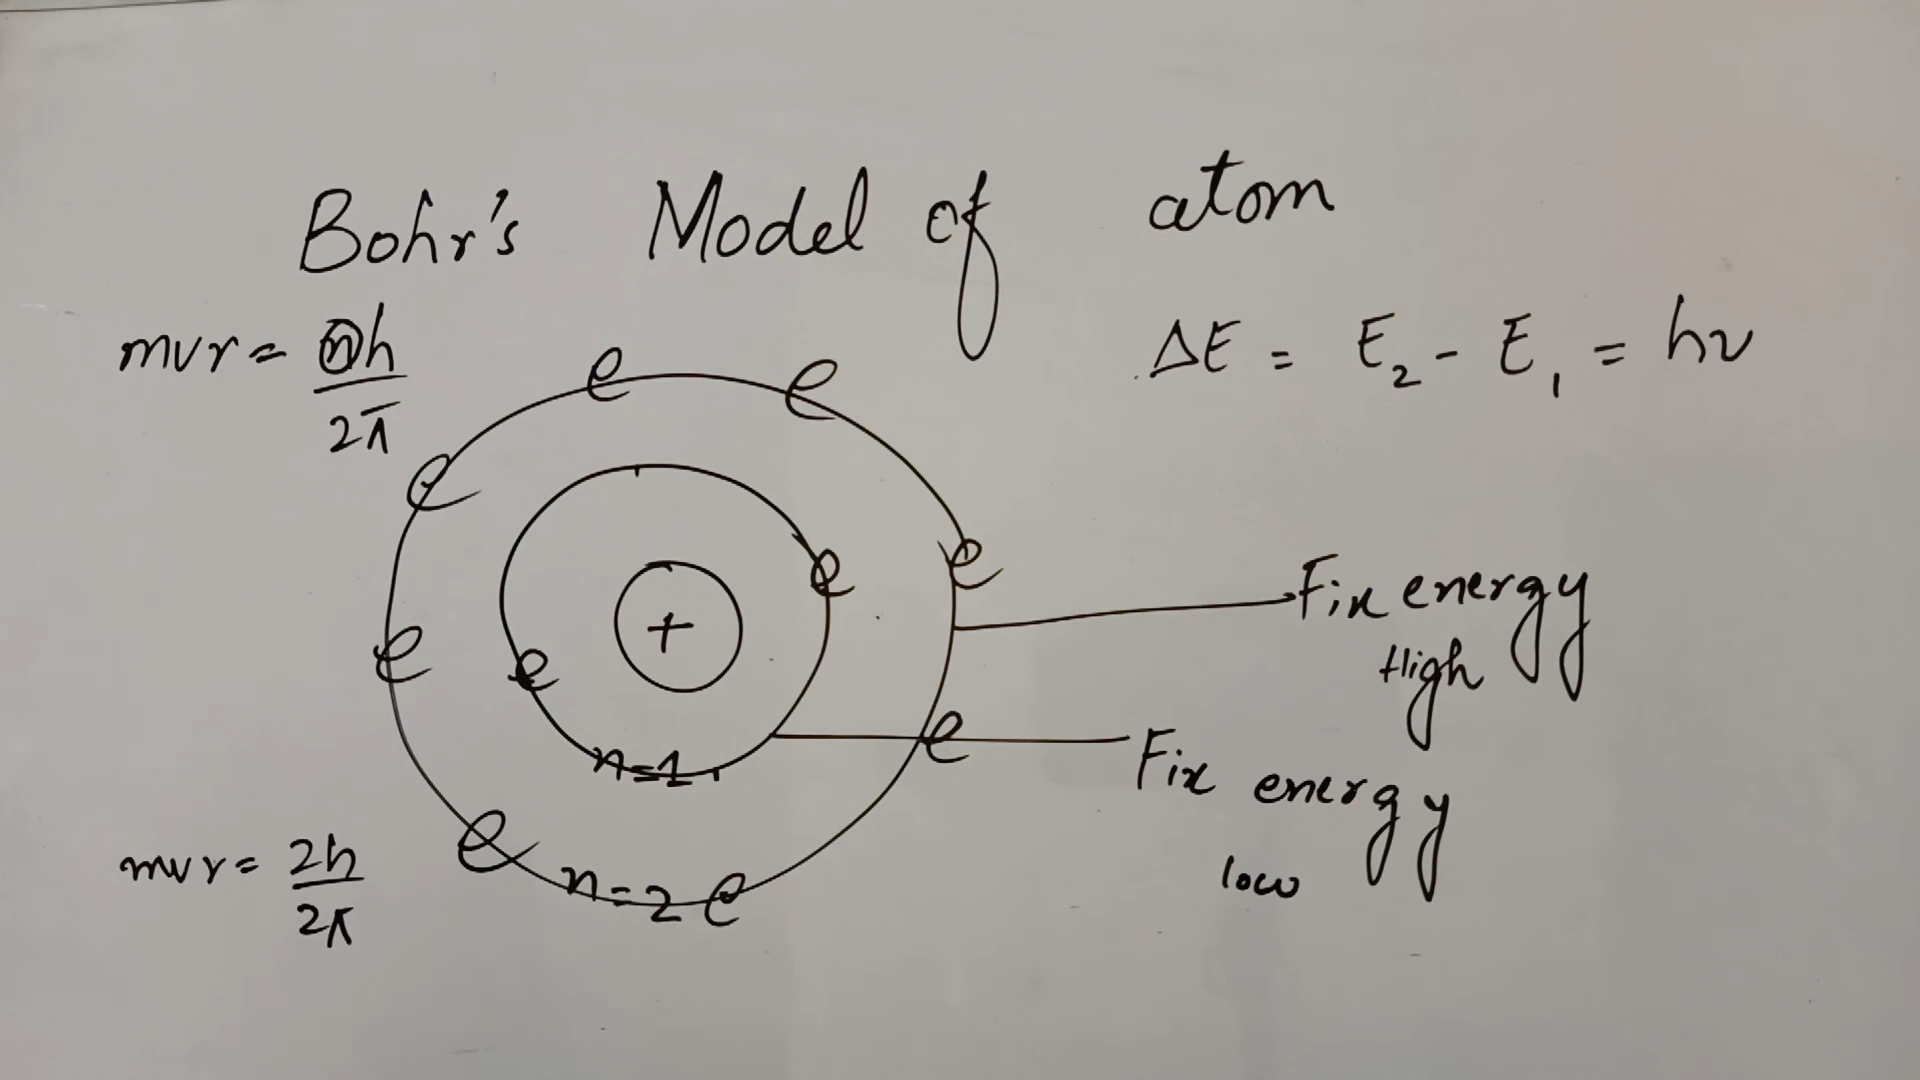 Bohr's Model of atom
mvr = nh/2π
ΔE = E₂ - E₁ = hν
e e
e
e
e
e
e
+
Fix energy
High
e
n=1
e
Fix energy
low
mvr = 2h/2π
e
n=2 e